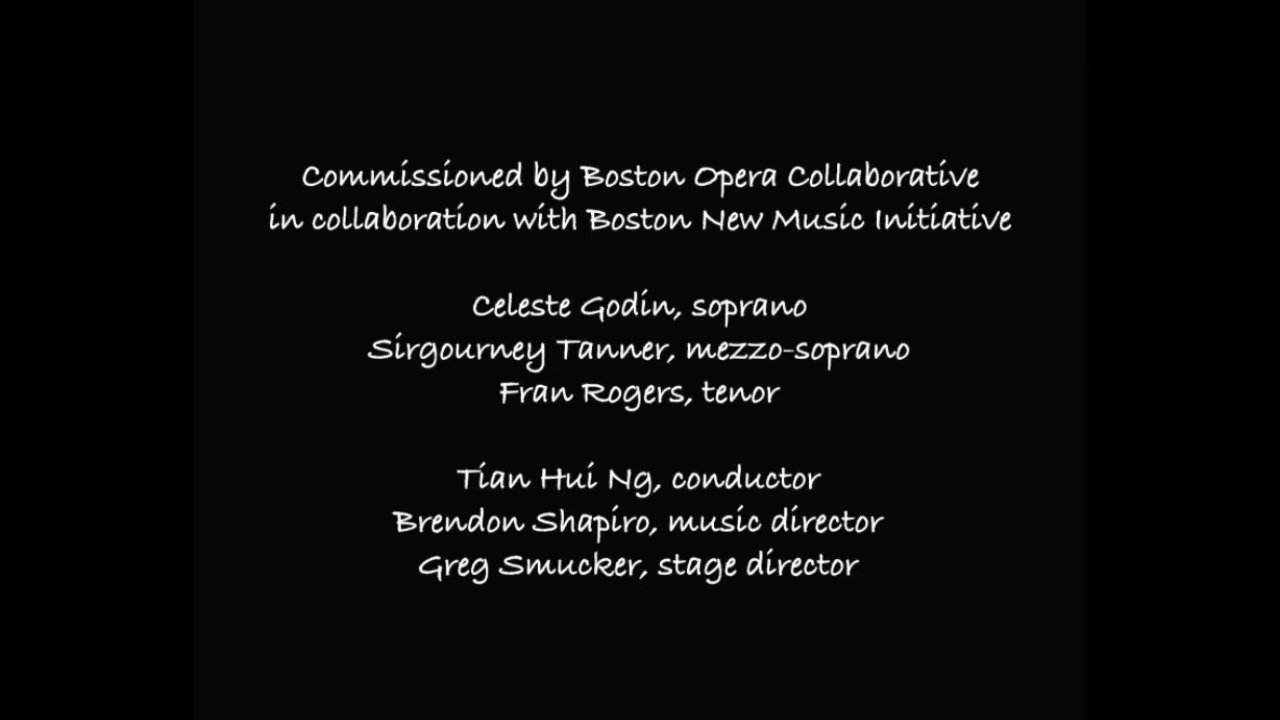 Commissioned by Boston Opera Collaborative
in collaboration with Boston New Music Initiative
Celeste Godin, soprano
Sirgourney Tanner, mezzo-soprano
Fran Rogers, tenor
Tian Hui Ng, conductor
Brendon Shapiro, music director
Greg Smucker, stage director